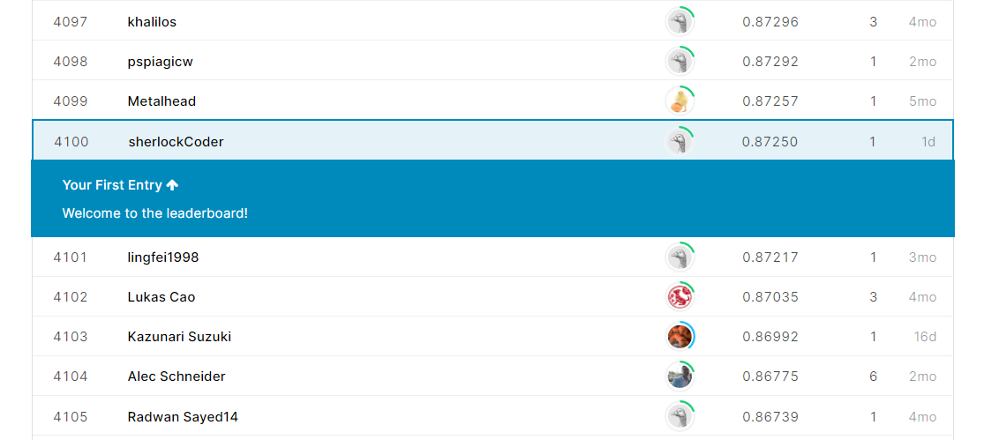 4097 khalilos 0.87296 3 4mo
4098 pspiagicw 0.87292 1 2mo
4099 Metalhead 0.87257 1 5mo
4100 sherlockCoder 0.87250 1 1d
Your First Entry
Welcome to the leaderboard!
4101 lingfei1998 0.87217 1 3mo
4102 Lukas Cao 0.87035 3 4mo
4103 Kazunari Suzuki 0.86992 1 16d
4104 Alec Schneider 0.86775 6 2mo
4105 Radwan Sayed14 0.86739 1 4mo